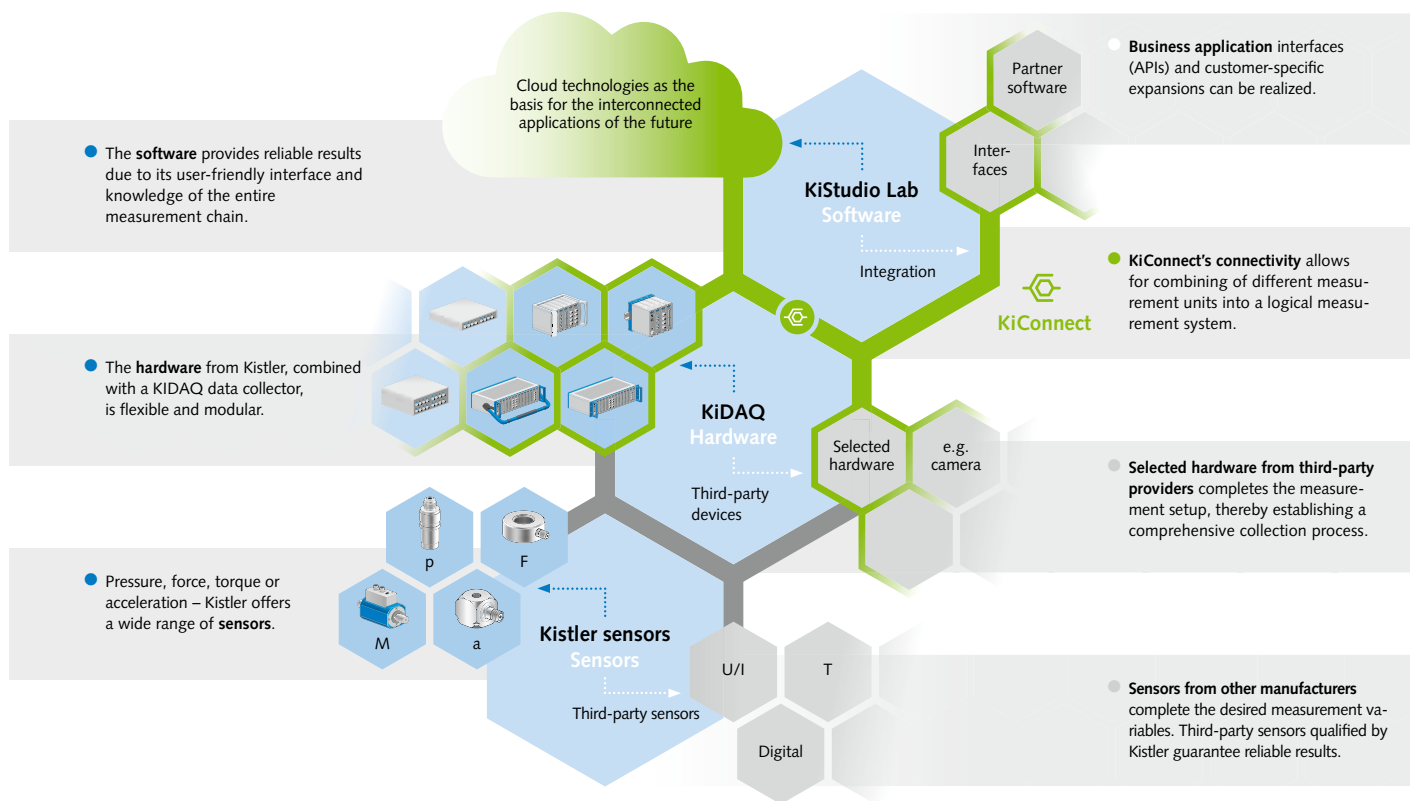 Cloud technologies as the
basis for the interconnected
applications of the future
Partner
software
Inter-
faces
Business application interfaces
(APIs) and customer-specific
expansions can be realized.
The software provides reliable results
due to its user-friendly interface and
knowledge of the entire
measurement chain.
KiStudio Lab
Software
Integration
KiConnect
KiConnect's connectivity allows
for combining of different measu-
rement units into a logical measu-
rement system.
The hardware from Kistler, combined
with a KIDAQ data collector,
is flexible and modular.
KiDAQ
Hardware
Third-party
devices
Selected
hardware
e.g.
camera
Selected hardware from third-party
providers completes the measure-
ment setup, thereby establishing a
comprehensive collection process.
Pressure, force, torque or
acceleration – Kistler offers
a wide range of sensors.
p
F
M
a
Kistler sensors
Sensors
Third-party sensors
U/I
T
Digital
Sensors from other manufacturers
complete the desired measurement va-
riables. Third-party sensors qualified by
Kistler guarantee reliable results.